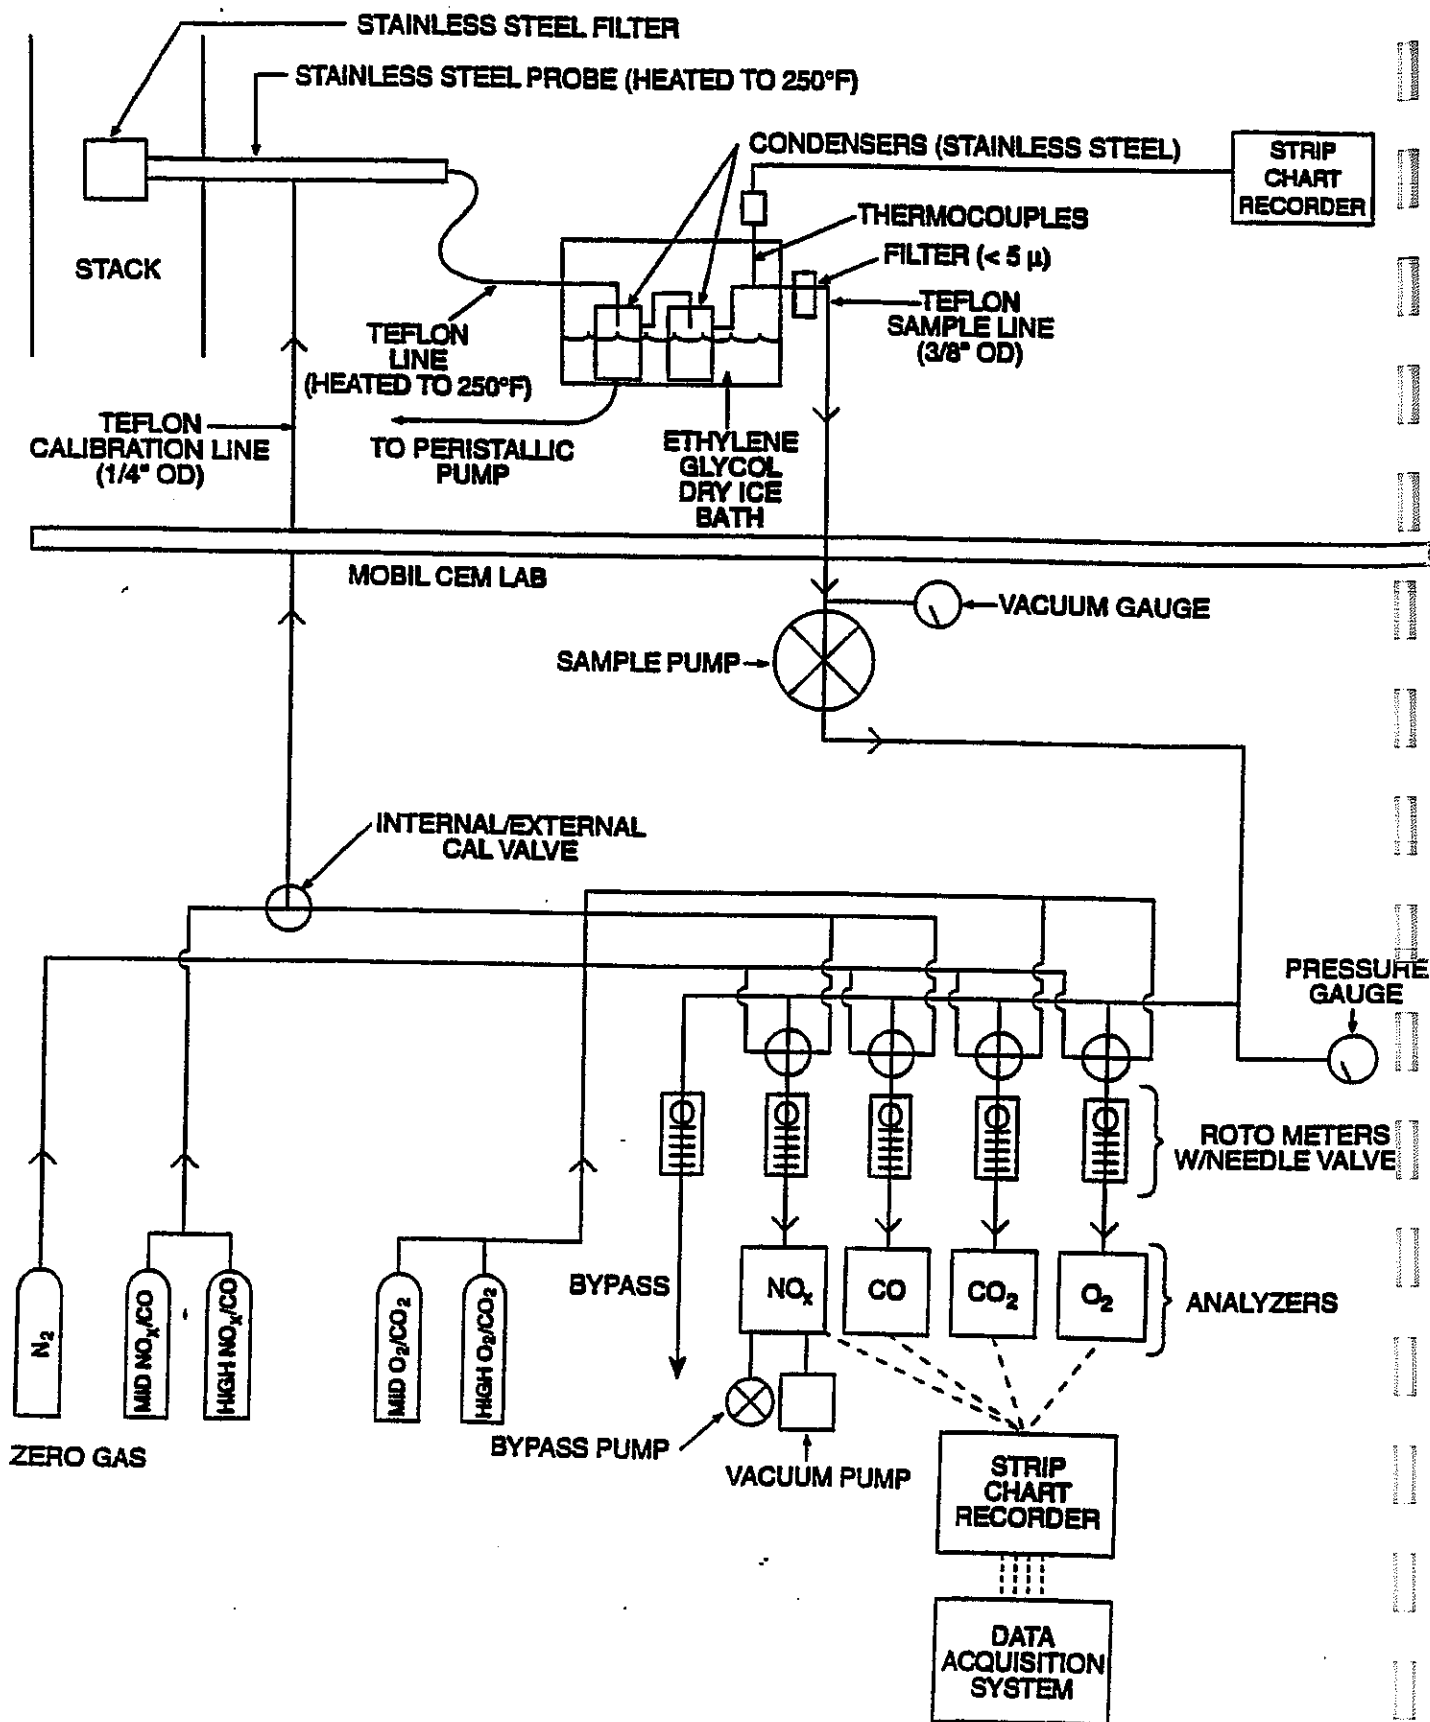 STAINLESS STEEL FILTER
STAINLESS STEEL PROBE (HEATED TO 250°F)
CONDENSERS (STAINLESS STEEL)
STRIP
CHART
RECORDER
THERMOCOUPLES
FILTER (< 5 μ)
STACK
TEFLON
SAMPLE LINE
(3/8" OD)
TEFLON
LINE
(HEATED TO 250°F)
TEFLON
CALIBRATION LINE
(1/4" OD)
TO PERISTALLIC
PUMP
ETHYLENE
GLYCOL
DRY ICE
BATH
MOBIL CEM LAB
VACUUM GAUGE
SAMPLE PUMP
INTERNAL/EXTERNAL
CAL VALVE
PRESSURE
GAUGE
ROTO METERS
W/NEEDLE VALVE
BYPASS
NOx
CO
CO2
O2
ANALYZERS
N2
MID NOx/CO
HIGH NOx/CO
MID O2/CO2
HIGH O2/CO2
ZERO GAS
BYPASS PUMP
VACUUM PUMP
STRIP
CHART
RECORDER
DATA
ACQUISITION
SYSTEM